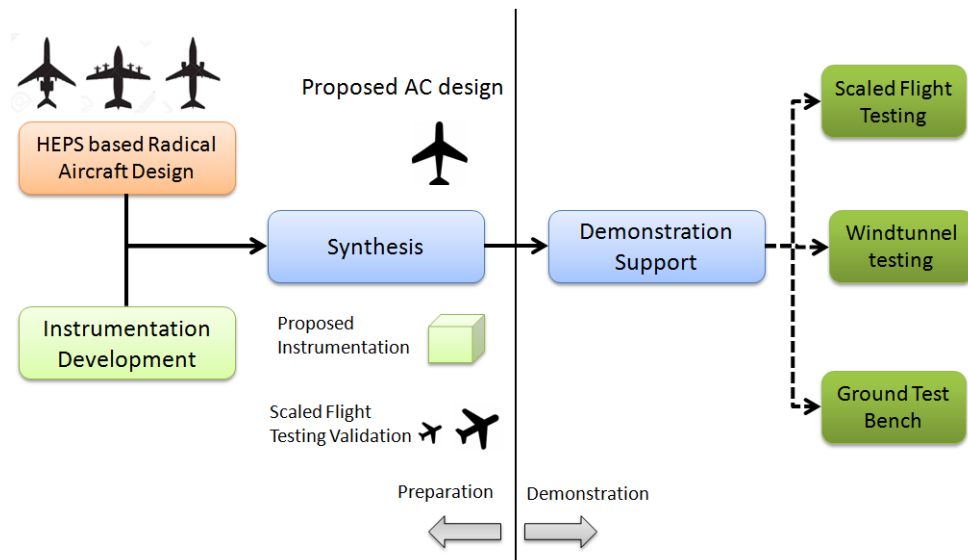 HEPS based Radical
Aircraft Design
Instrumentation
Development
Proposed AC design
Synthesis
Proposed
Instrumentation
Scaled Flight
Testing Validation
Preparation
Demonstration
Demonstration
Support
Scaled Flight
Testing
Windtunnel
testing
Ground Test
Bench